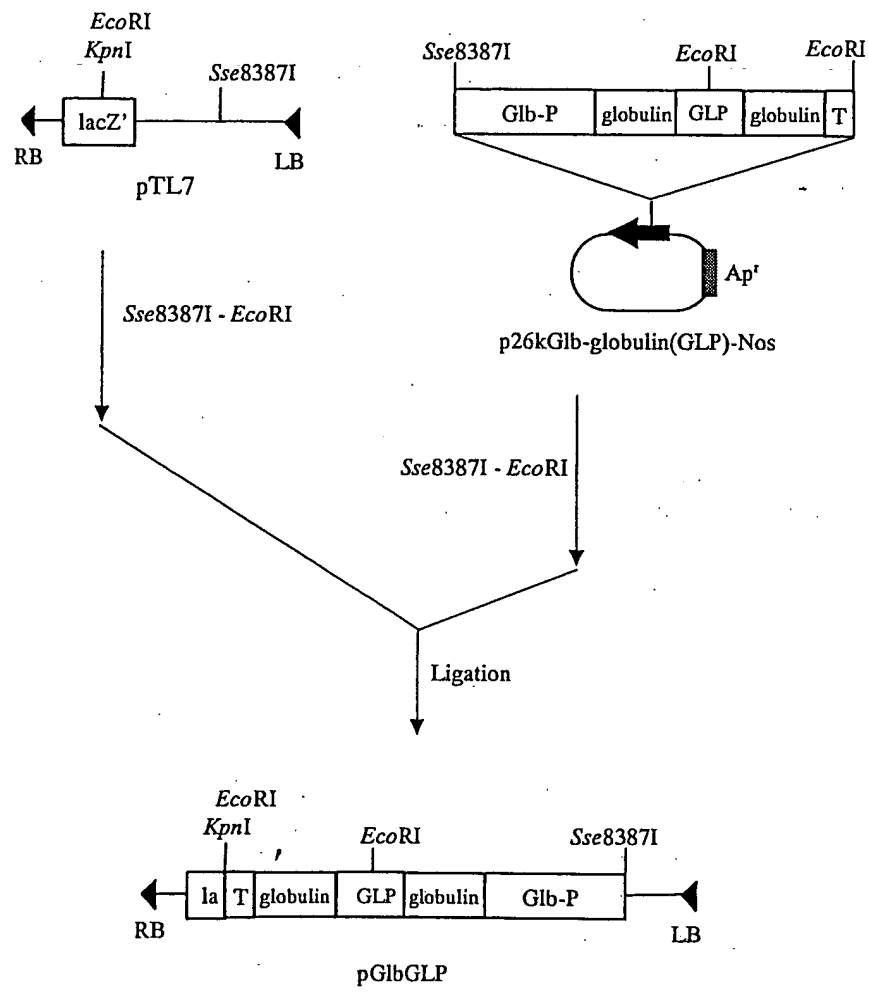 EcoRI
KpnI
Sse8387I
lacZ'
RB
LB
pTL7
Sse8387I
EcoRI
EcoRI
Glb-P
globulin
GLP
globulin
T
Apʳ
p26kGlb-globulin(GLP)-Nos
Sse8387I - EcoRI
Sse8387I - EcoRI
Ligation
EcoRI
KpnI
EcoRI
Sse8387I
la
T
globulin
GLP
globulin
Glb-P
RB
LB
pGlbGLP